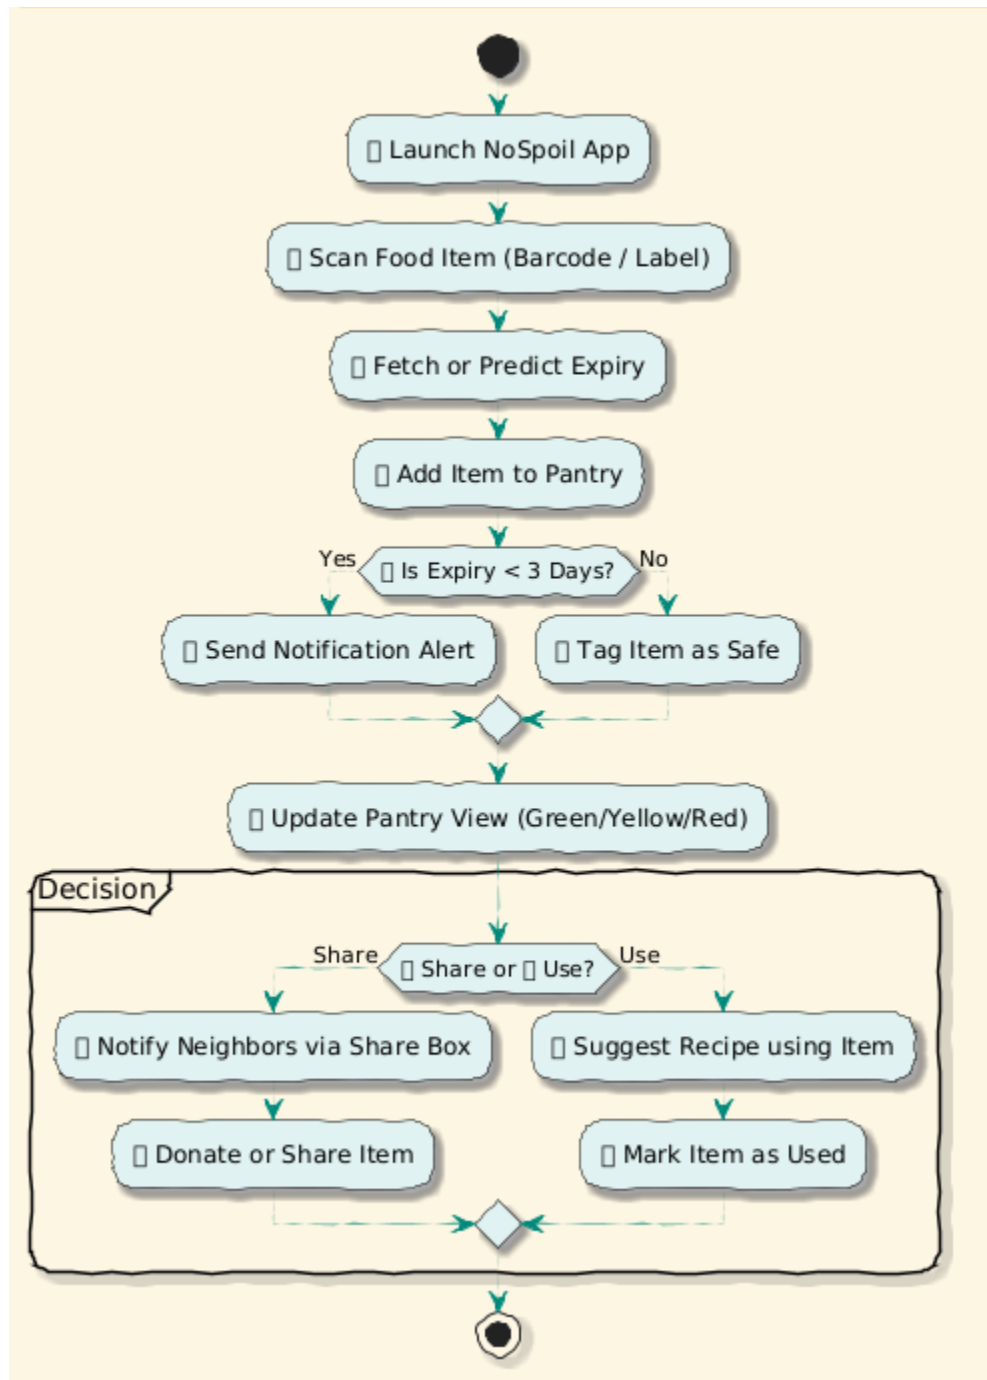 Launch NoSpoil App
Scan Food Item (Barcode / Label)
Fetch or Predict Expiry
Add Item to Pantry
Yes
Is Expiry < 3 Days?
No
Send Notification Alert
Tag Item as Safe
Update Pantry View (Green/Yellow/Red)
Decision
Share
Share or Use?
Use
Notify Neighbors via Share Box
Suggest Recipe using Item
Donate or Share Item
Mark Item as Used